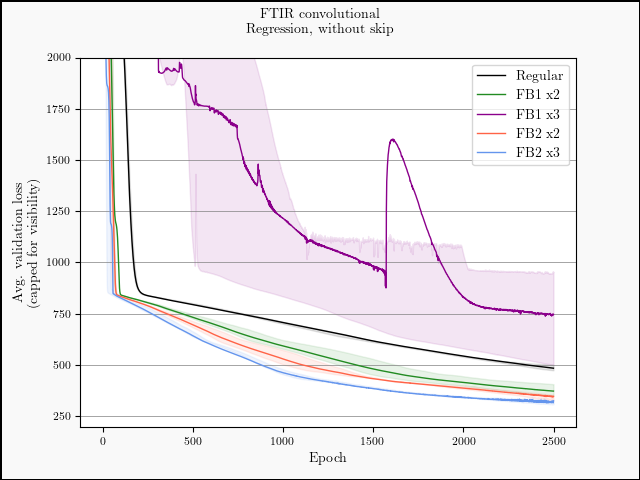 FTIR convolutional
Regression, without skip
2000
1750
1500
1250
1000
750
500
250
Avg. validation loss
(capped for visibility)
Regular
FB1 x2
FB1 x3
FB2 x2
FB2 x3
0
500
1000
1500
2000
2500
Epoch